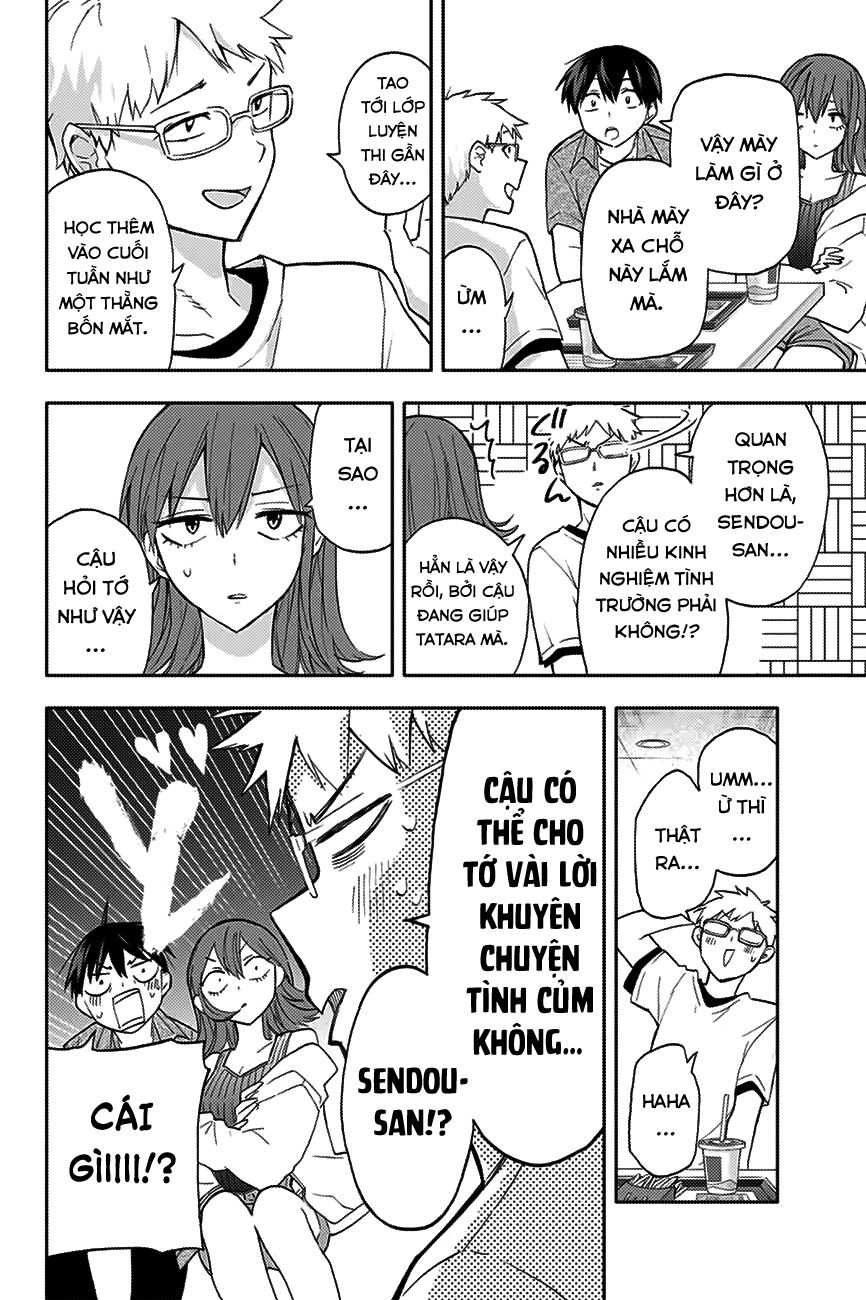 VẬY MÀY
LÀM GÌ Ở
ĐÂY?
NHÀ MÀY
XA CHỖ
NÀY LẮM
MÀ.
ỪM
...
TAO
TỚI LỚP
LUYỆN
THI GẦN
ĐÂY...
HỌC THÊM
VÀO CUỐI
TUẦN NHƯ
MỘT THẰNG
BỐN MẮT.
QUAN
TRỌNG
HƠN LÀ,
SENDOU-
SAN...
CẬU CÓ
NHIỀU KINH
NGHIỆM TÌNH
TRƯỜNG PHẢI
KHÔNG!?
HẲN LÀ VẬY
RỒI, BỞI CẬU
ĐANG GIÚP
TATARA MÀ.
TẠI
SAO
...
CẬU
HỎI TỚ
NHƯ VẬY
...
UMM...
Ừ THÌ
...
THẬT
RA...
HAHA
...
CẬU CÓ
THỂ CHO
TỚ VÀI LỜI
KHUYÊN
CHUYỆN
TÌNH CỦM
KHÔNG...
SENDOU-
SAN!?
CÁI
GÌIIIII!?